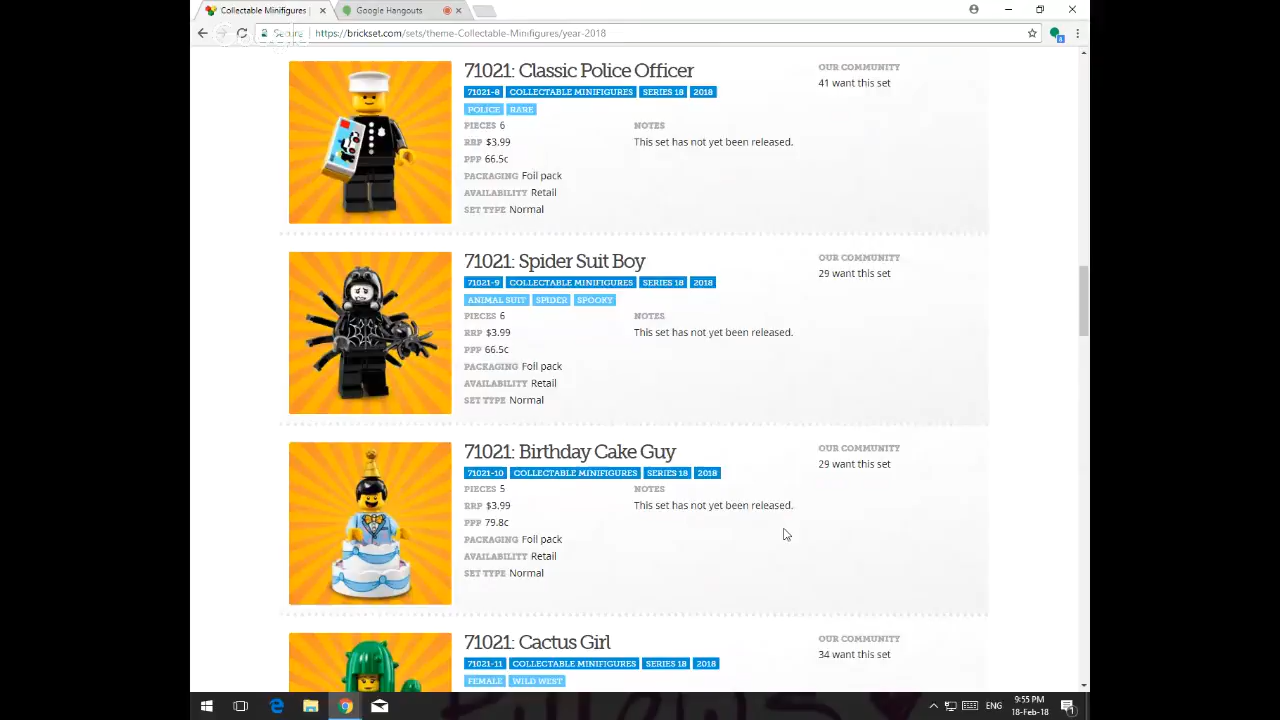 Collectable Minifigures |
Google Hangouts
Secure
https://brickset.com/sets/theme-Collectable-Minifigures/year-2018
71021: Classic Police Officer
71021-8 COLLECTABLE MINIFIGURES SERIES 18 2018
POLICE RARE
PIECES 6
RRP $3.99
PPP 66.5c
PACKAGING Foil pack
AVAILABILITY Retail
SET TYPE Normal
NOTES
This set has not yet been released.
OUR COMMUNITY
41 want this set
71021: Spider Suit Boy
71021-9 COLLECTABLE MINIFIGURES SERIES 18 2018
ANIMAL SUIT SPIDER SPOOKY
PIECES 6
RRP $3.99
PPP 66.5c
PACKAGING Foil pack
AVAILABILITY Retail
SET TYPE Normal
NOTES
This set has not yet been released.
OUR COMMUNITY
29 want this set
71021: Birthday Cake Guy
71021-10 COLLECTABLE MINIFIGURES SERIES 18 2018
PIECES 5
RRP $3.99
PPP 79.8c
PACKAGING Foil pack
AVAILABILITY Retail
SET TYPE Normal
NOTES
This set has not yet been released.
OUR COMMUNITY
29 want this set
71021: Cactus Girl
71021-11 COLLECTABLE MINIFIGURES SERIES 18 2018
FEMALE WILD WEST
OUR COMMUNITY
34 want this set
ENG
9:55 PM
18-Feb-18